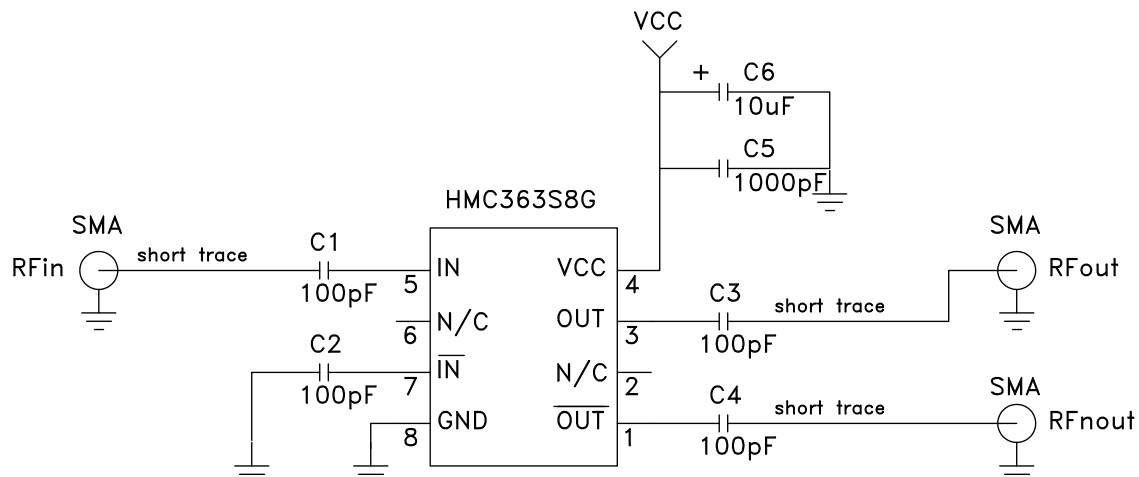 VCC
+ C6
10uF
C5
1000pF
HMC363S8G
SMA
RFin
short trace
C1
100pF
5
IN
VCC
4
6
N/C
OUT
3
C3
100pF
short trace
SMA
RFout
C2
100pF
7
IN
N/C
2
8
GND
OUT
1
C4
100pF
short trace
SMA
RFnout